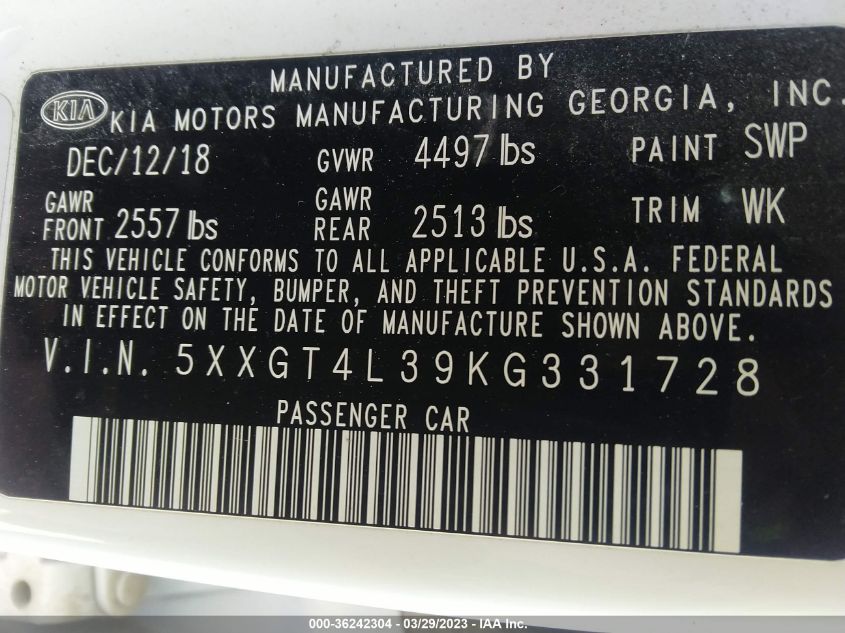 MANUFACTURED BY
KIA KIA MOTORS MANUFACTURING GEORGIA, INC.
DEC/12/18 GVWR 4497 lbs PAINT SWP
GAWR GAWR
FRONT 2557 lbs REAR 2513 lbs TRIM WK
THIS VEHICLE CONFORMS TO ALL APPLICABLE U.S.A. FEDERAL
MOTOR VEHICLE SAFETY, BUMPER, AND THEFT PREVENTION STANDARDS
IN EFFECT ON THE DATE OF MANUFACTURE SHOWN ABOVE.
V.I.N. 5XXGT4L39KG331728
PASSENGER CAR
000-36242304 - 03/29/2023 - IAA Inc.